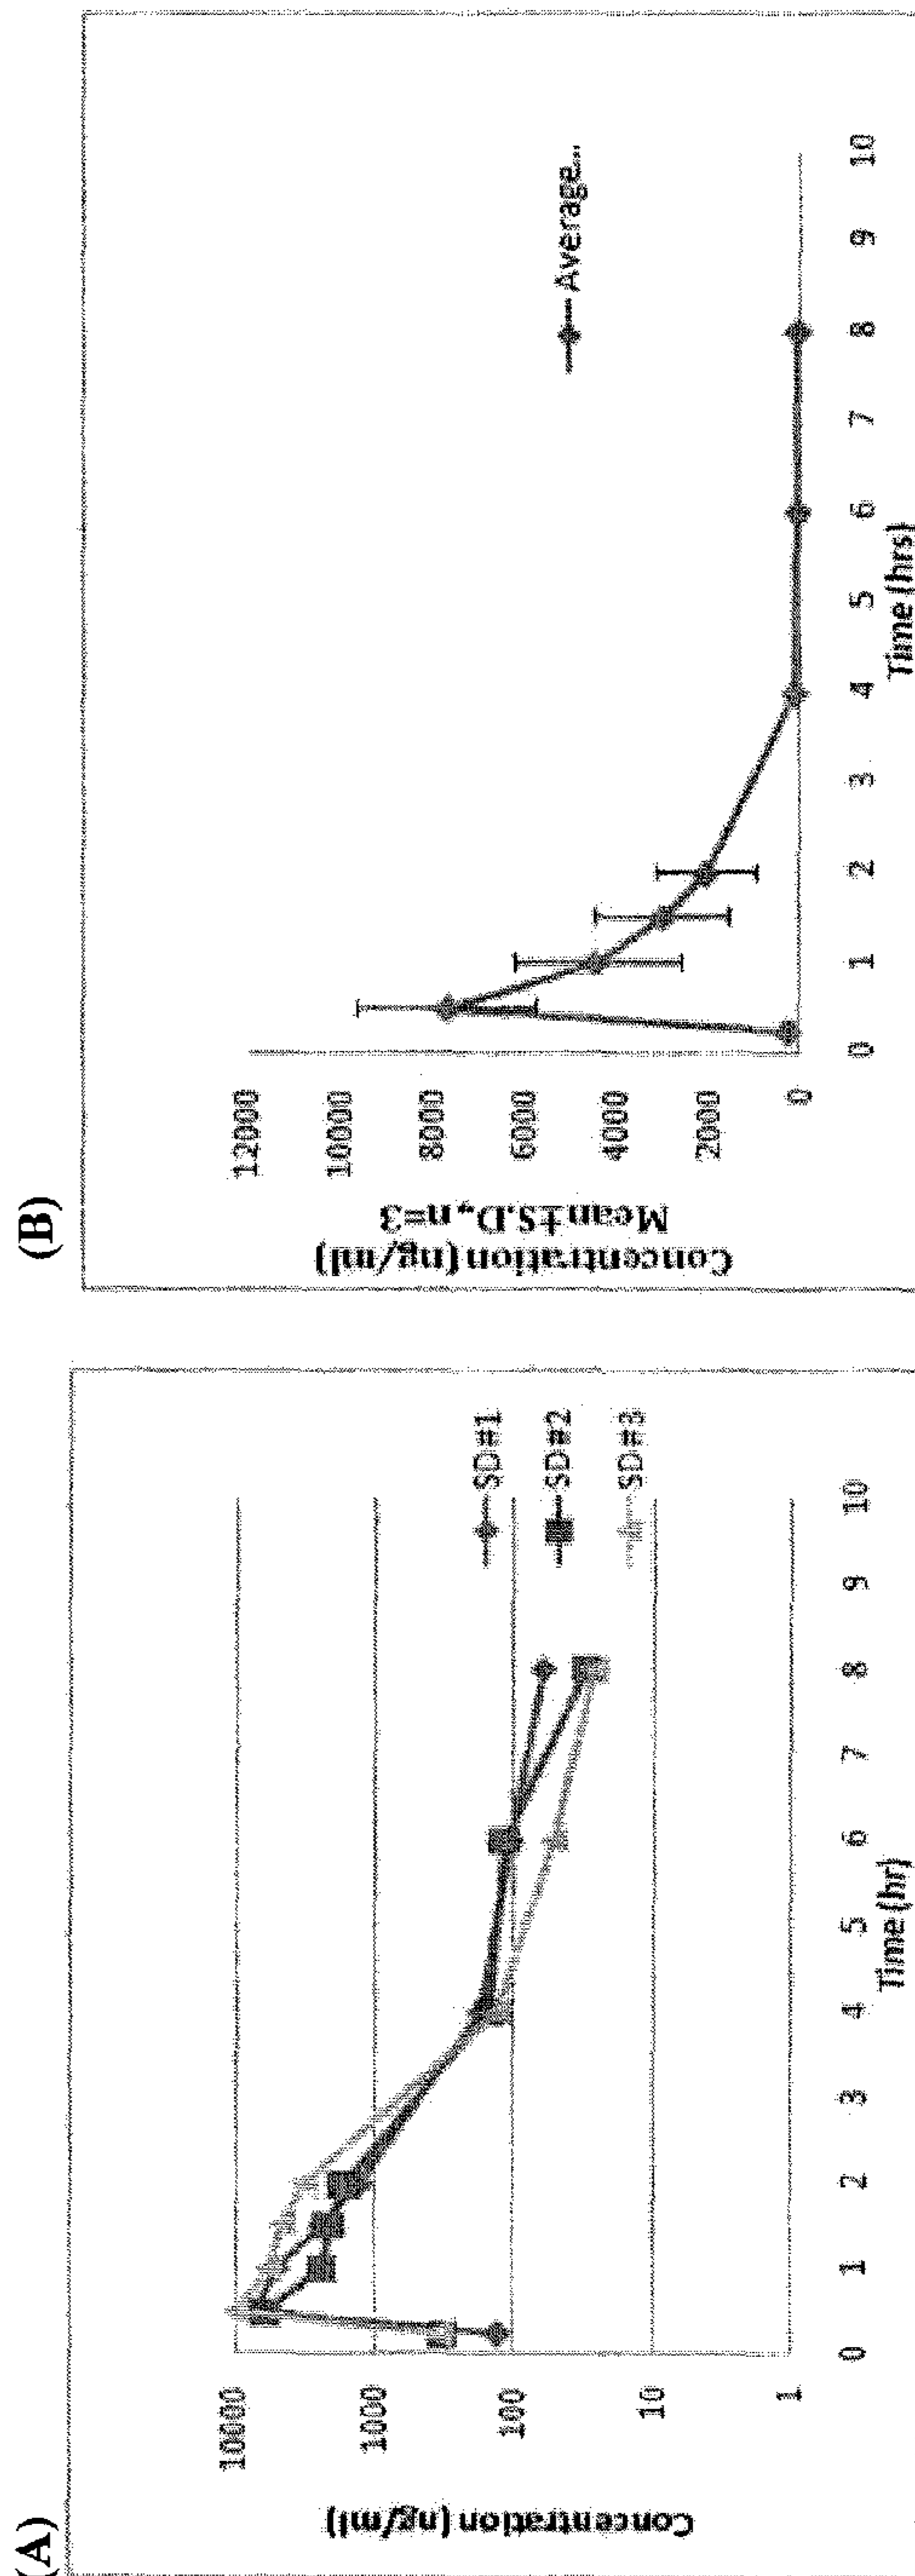 (A)
Concentration (ng/ml)
10000
1000
100
10
1
0 1 2 3 4 5 6 7 8 9 10
Time (hr)
SD#1
SD#2
SD#3
(B)
Concentration (ng/ml)
Mean±S.D., n=3
12000
10000
8000
6000
4000
2000
0
0 1 2 3 4 5 6 7 8 9 10
Time (hrs)
Average...